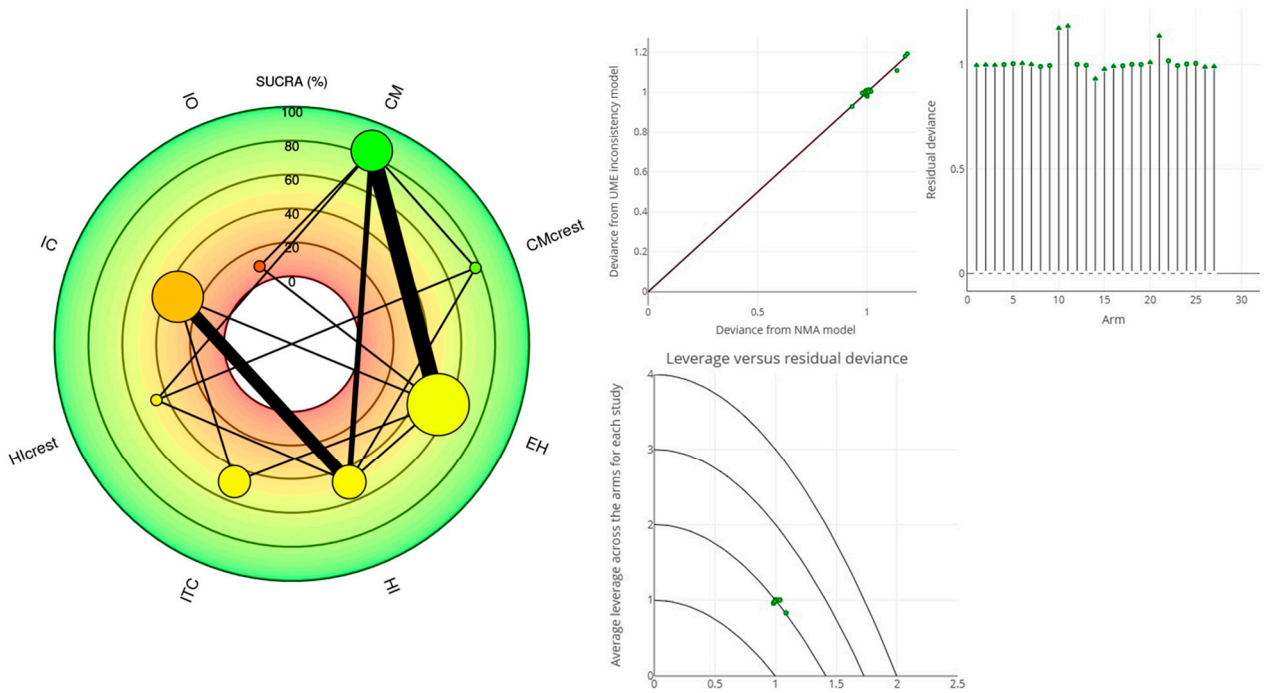 SUCRA (%)
100
80
60
40
20
0
IO
CM
IC
CMcrest
HIcrest
EH
ITC
HI
Deviance from UME inconsistency model
1.2
1
0.8
0.6
0.4
0.2
0
0
0.5
1
Deviance from NMA model
Residual deviance
1
0.5
0
0
5
10
15
20
25
30
Arm
Leverage versus residual deviance
Average leverage across the arms for each study
4
3
2
1
0
0
0.5
1
1.5
2
2.5